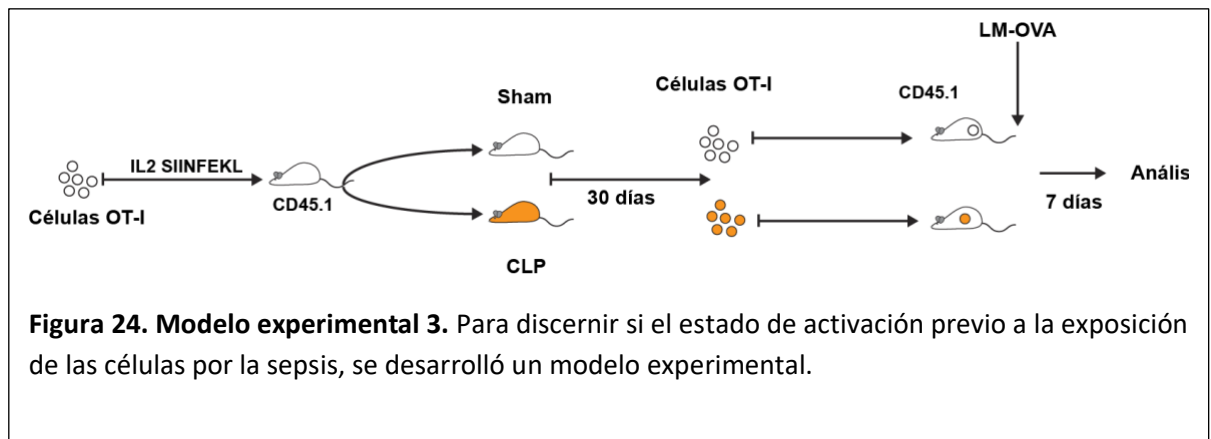 LM-OVA
Sham
Células OT-I
CD45.1
IL2 SIINFEKL
Células OT-I
CD45.1
30 días
Anális
7 días
CLP
Figura 24. Modelo experimental 3. Para discernir si el estado de activación previo a la exposición
de las células por la sepsis, se desarrolló un modelo experimental.